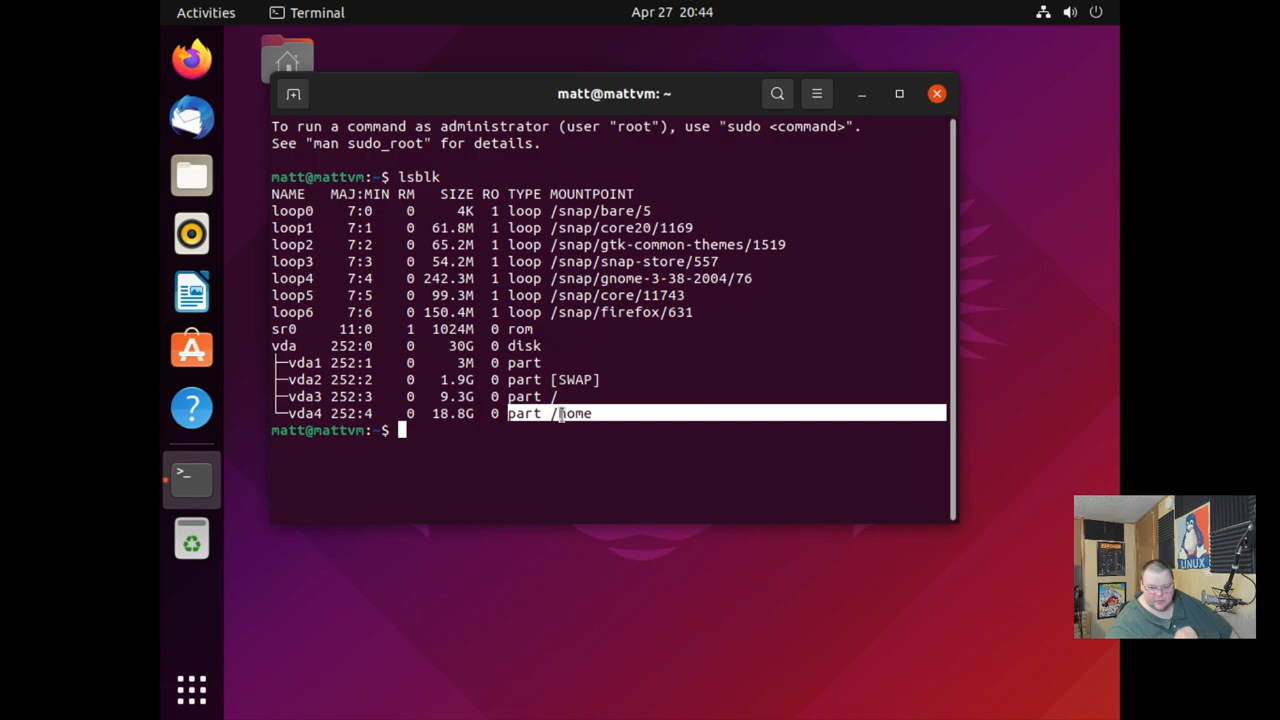 Activities
Terminal
Apr 27 20:44
matt@mattvm: ~
To run a command as administrator (user "root"), use "sudo <command>".
See "man sudo_root" for details.
matt@mattvm:~$ lsblk
NAME   MAJ:MIN RM   SIZE RO TYPE MOUNTPOINT
loop0    7:0    0     4K  1 loop /snap/bare/5
loop1    7:1    0  61.8M  1 loop /snap/core20/1169
loop2    7:2    0  65.2M  1 loop /snap/gtk-common-themes/1519
loop3    7:3    0  54.2M  1 loop /snap/snap-store/557
loop4    7:4    0 242.3M  1 loop /snap/gnome-3-38-2004/76
loop5    7:5    0  99.3M  1 loop /snap/core/11743
loop6    7:6    0 150.4M  1 loop /snap/firefox/631
sr0     11:0    1  1024M  0 rom
vda    252:0    0    30G  0 disk
├─vda1 252:1    0     3M  0 part
├─vda2 252:2    0   1.9G  0 part [SWAP]
├─vda3 252:3    0   9.3G  0 part /
└─vda4 252:4    0  18.8G  0 part /home
matt@mattvm:~$
LINUX